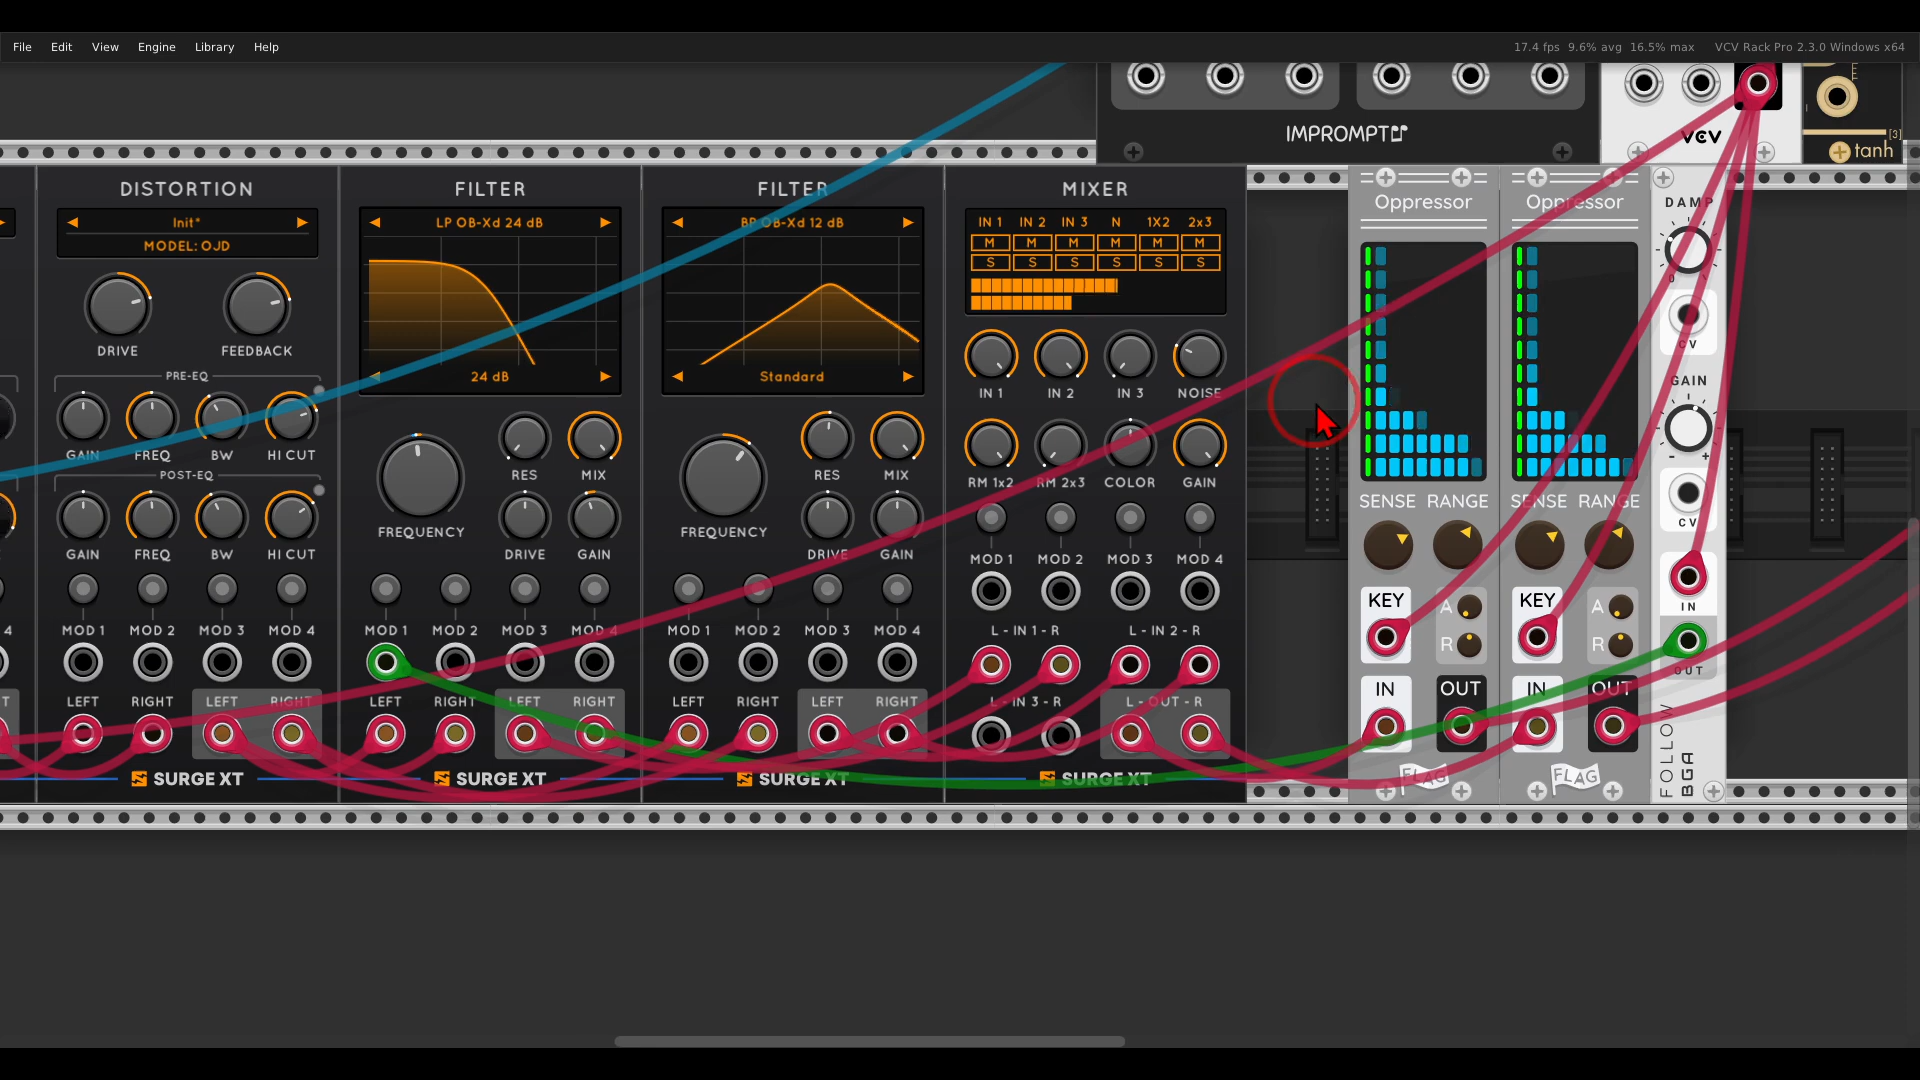 File Edit View Engine Library Help
17.4 fps 9.6% avg 16.5% max VCV Rack Pro 2.3.0 Windows x64
IMPROMPTU
VCV
[3]
tanh
DISTORTION
Init*
MODEL: OJD
DRIVE FEEDBACK
PRE-EQ
GAIN FREQ BW HI CUT
POST-EQ
GAIN FREQ BW HI CUT
4 MOD 1 MOD 2 MOD 3 MOD 4
T LEFT RIGHT LEFT RIGHT
SURGE XT
FILTER
LP OB-Xd 24 dB
24 dB
RES MIX
FREQUENCY
DRIVE GAIN
MOD 1 MOD 2 MOD 3 MOD 4
LEFT RIGHT LEFT RIGHT
SURGE XT
FILTER
BP OB-Xd 12 dB
Standard
RES MIX
FREQUENCY
DRIVE GAIN
MOD 1 MOD 2 MOD 3 MOD 4
LEFT RIGHT LEFT RIGHT
SURGE XT
MIXER
IN 1 IN 2 IN 3 N 1X2 2x3
M M M M M M
S S S S S S
IN 1 IN 2 IN 3 NOISE
RM 1x2 RM 2x3 COLOR GAIN
MOD 1 MOD 2 MOD 3 MOD 4
L - IN 1 - R L - IN 2 - R
L - IN 3 - R L - OUT - R
SURGE XT
Oppressor
SENSE RANGE
KEY A
R
IN OUT
FLAG
Oppressor
SENSE RANGE
KEY A
R
IN OUT
FLAG
DAMP
0
CV
GAIN
- +
CV
IN
OUT
FOLLOW
BGA